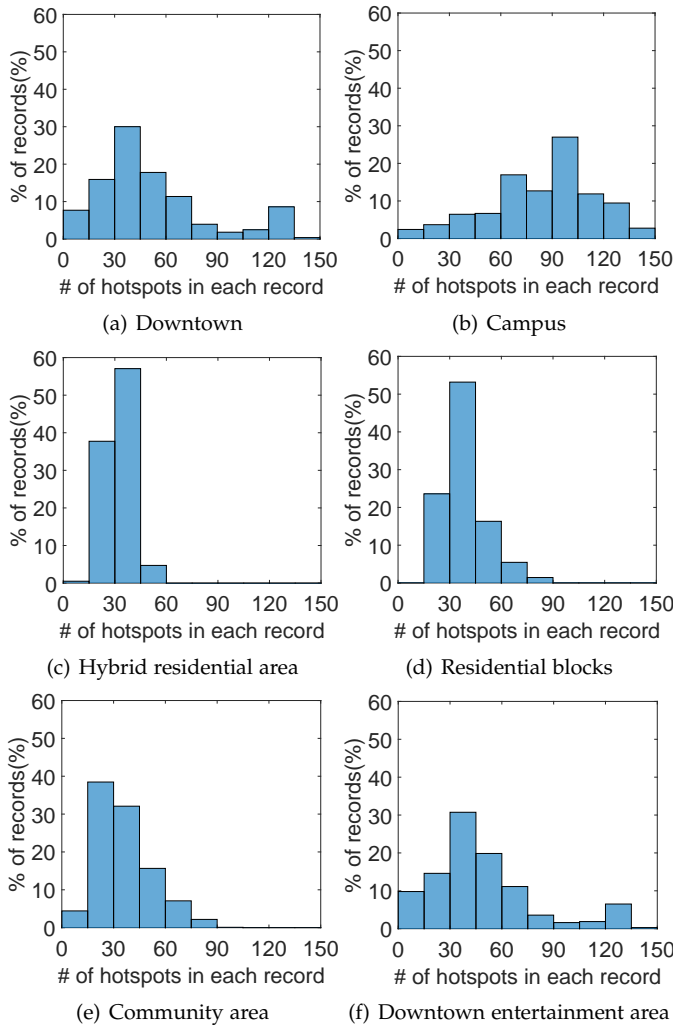 60
50
40
30
20
10
0
% of records(%)
0 30 60 90 120 150
# of hotspots in each record
(a) Downtown
60
50
40
30
20
10
0
% of records(%)
0 30 60 90 120 150
# of hotspots in each record
(b) Campus
60
50
40
30
20
10
0
% of records(%)
0 30 60 90 120 150
# of hotspots in each record
(c) Hybrid residential area
60
50
40
30
20
10
0
% of records(%)
0 30 60 90 120 150
# of hotspots in each record
(d) Residential blocks
60
50
40
30
20
10
0
% of records(%)
0 30 60 90 120 150
# of hotspots in each record
(e) Community area
60
50
40
30
20
10
0
% of records(%)
0 30 60 90 120 150
# of hotspots in each record
(f) Downtown entertainment area